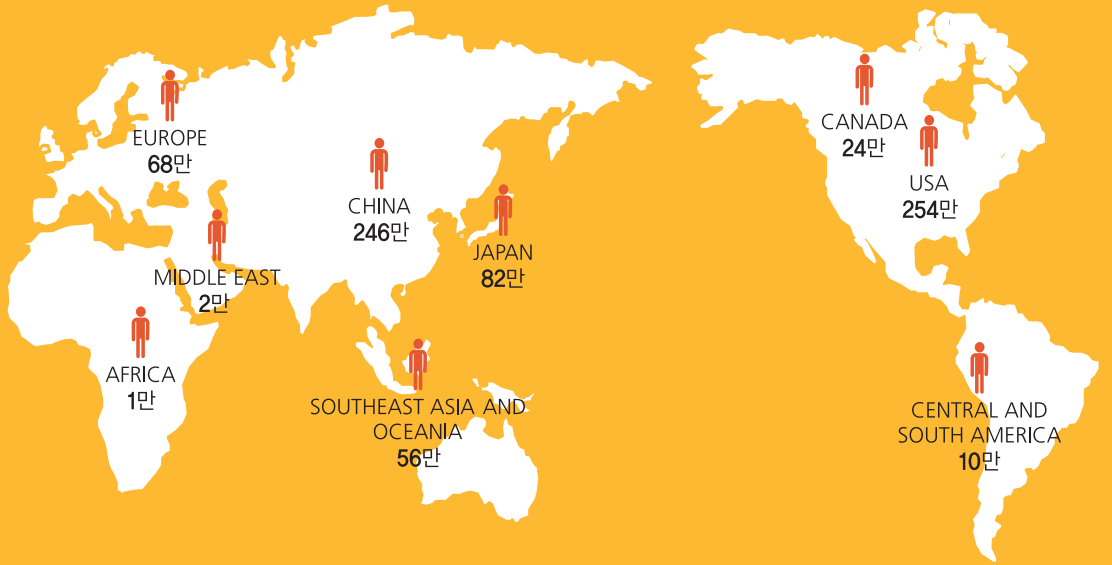 EUROPE
68만
CHINA
246만
JAPAN
82만
MIDDLE EAST
2만
AFRICA
1만
SOUTHEAST ASIA AND
OCEANIA
56만
CANADA
24만
USA
254만
CENTRAL AND
SOUTH AMERICA
10만